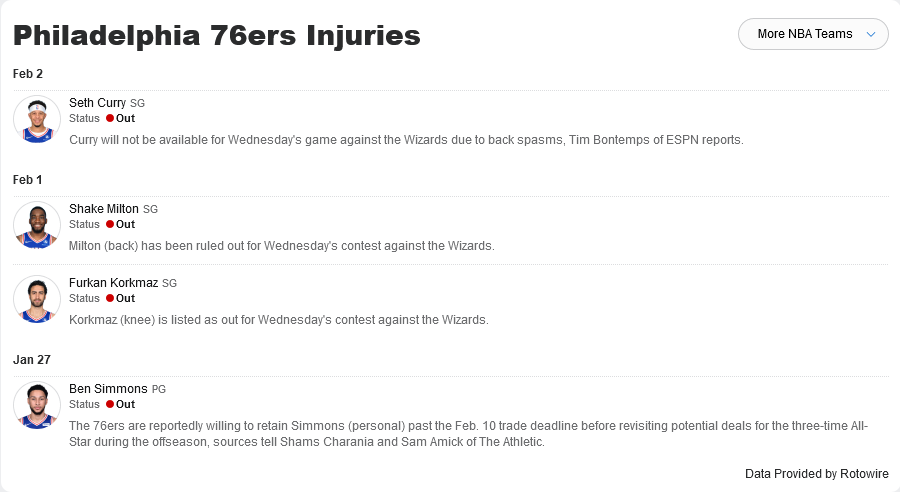 Philadelphia 76ers Injuries
More NBA Teams
Feb 2
Seth Curry SG
Status Out
Curry will not be available for Wednesday's game against the Wizards due to back spasms, Tim Bontemps of ESPN reports.
Feb 1
Shake Milton SG
Status Out
Milton (back) has been ruled out for Wednesday's contest against the Wizards.
Furkan Korkmaz SG
Status Out
Korkmaz (knee) is listed as out for Wednesday's contest against the Wizards.
Jan 27
Ben Simmons PG
Status Out
The 76ers are reportedly willing to retain Simmons (personal) past the Feb. 10 trade deadline before revisiting potential deals for the three-time All-
Star during the offseason, sources tell Shams Charania and Sam Amick of The Athletic.
Data Provided by Rotowire